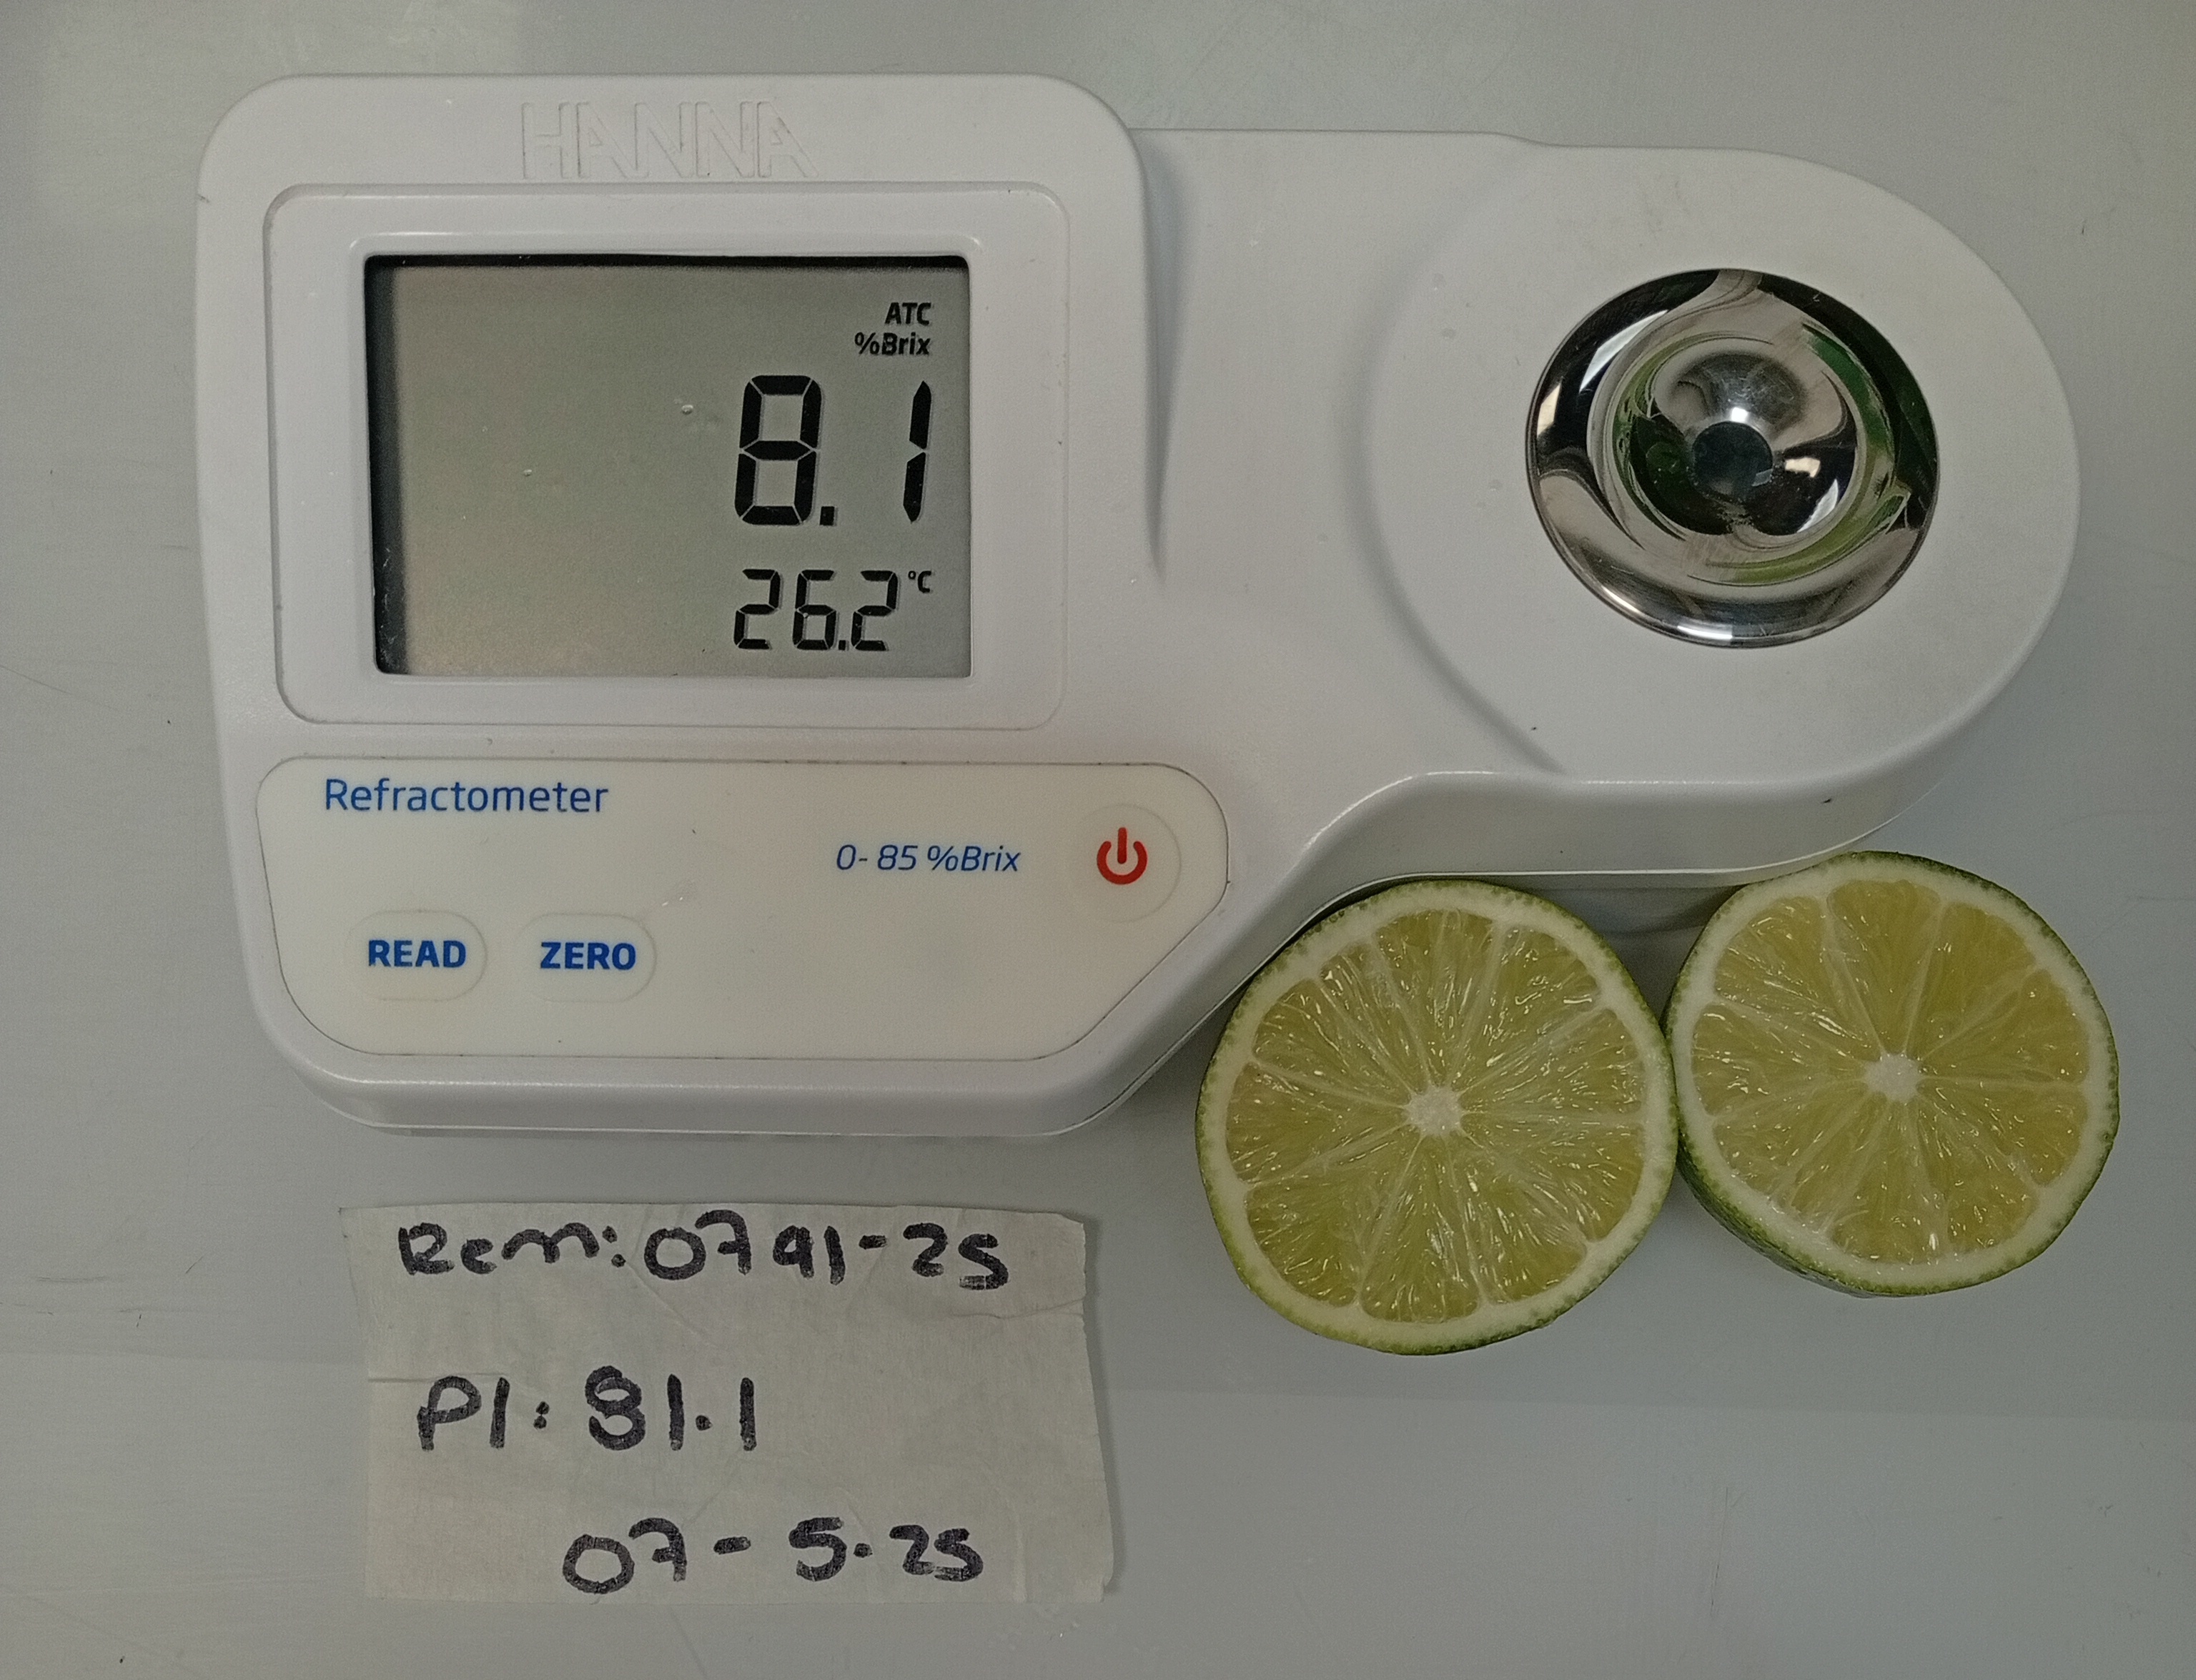 HANNA
ATC
%Brix
8.1
26.2 °C
Refractometer
0-85 %Brix
READ ZERO
Rem: 0791-25
P1: 81.1
07-5.25